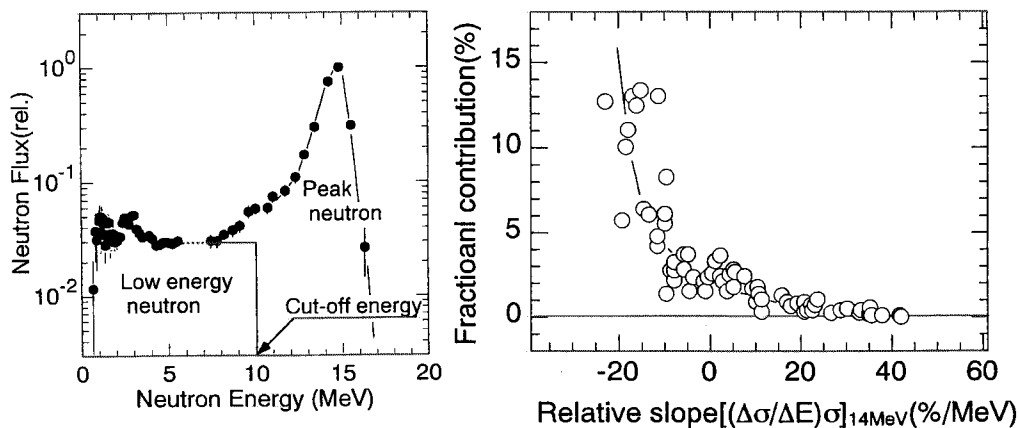 10⁰
10⁻¹
10⁻²
Neutron Flux(rel.)
Peak
neutron
Low energy
neutron
Cut-off energy
0 5 10 15 20
Neutron Energy (MeV)
15
10
5
0
Fractioanl contribution(%)
-20 0 20 40 60
Relative slope[(Δσ/ΔE)σ]₁₄MeV(%/MeV)